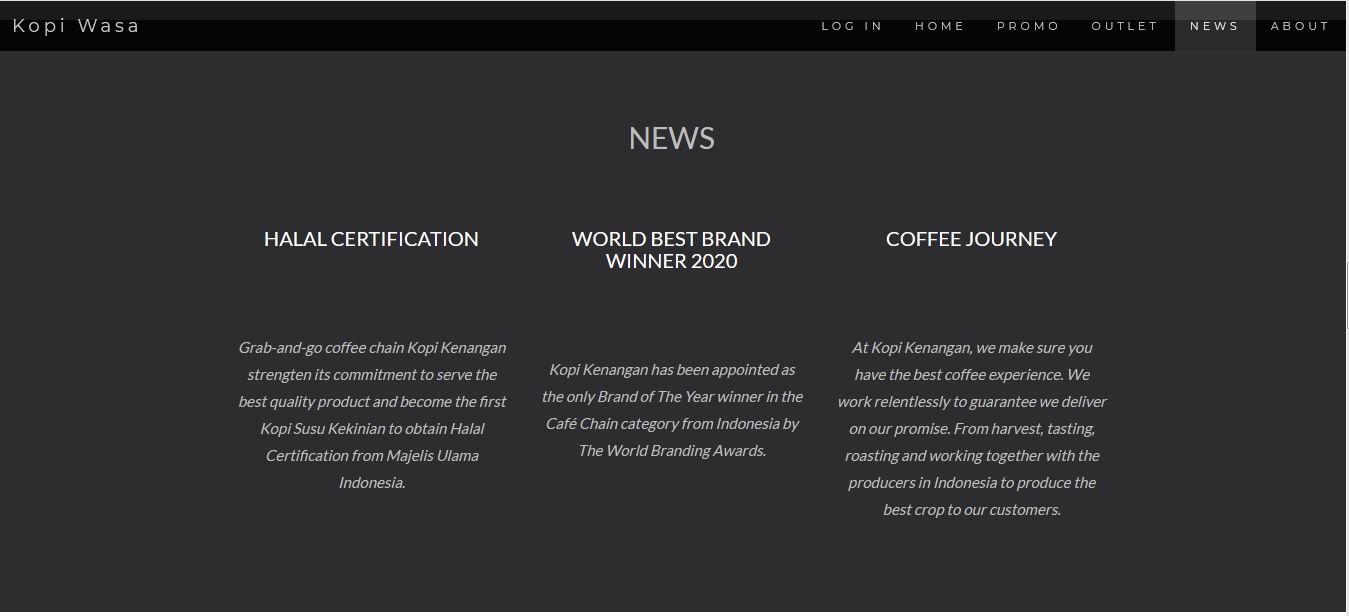 Kopi Wasa
LOG IN HOME PROMO OUTLET NEWS ABOUT
NEWS
HALAL CERTIFICATION
Grab-and-go coffee chain Kopi Kenangan
strengten its commitment to serve the
best quality product and become the first
Kopi Susu Kekinian to obtain Halal
Certification from Majelis Ulama
Indonesia.
WORLD BEST BRAND
WINNER 2020
Kopi Kenangan has been appointed as
the only Brand of The Year winner in the
Café Chain category from Indonesia by
The World Branding Awards.
COFFEE JOURNEY
At Kopi Kenangan, we make sure you
have the best coffee experience. We
work relentlessly to guarantee we deliver
on our promise. From harvest, tasting,
roasting and working together with the
producers in Indonesia to produce the
best crop to our customers.